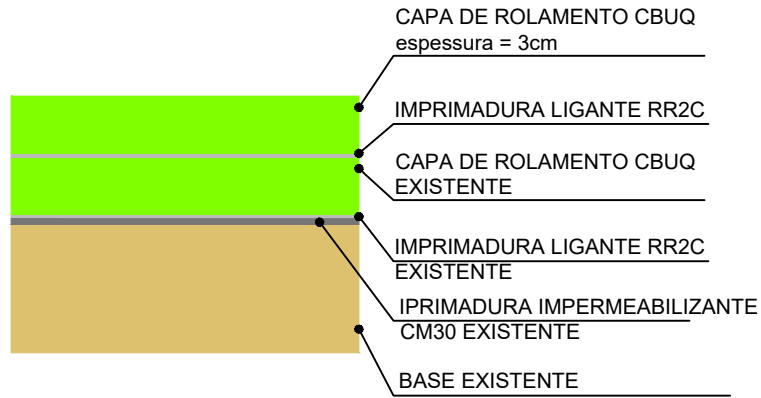 CAPA DE ROLAMENTO CBUQ
espessura = 3cm
IMPRIMADURA LIGANTE RR2C
CAPA DE ROLAMENTO CBUQ
EXISTENTE
IMPRIMADURA LIGANTE RR2C
EXISTENTE
IPRIMADURA IMPERMEABILIZANTE
CM30 EXISTENTE
BASE EXISTENTE